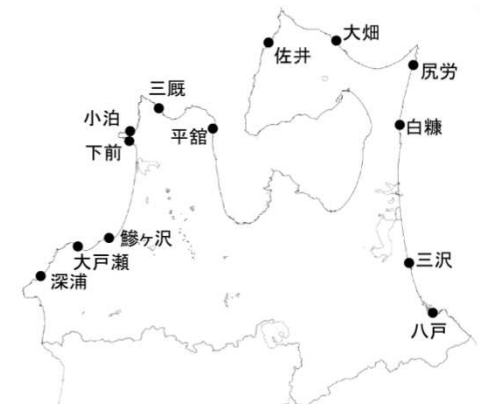 大畑
佐井
尻労
三厩
小泊
平舘
白糠
下前
鰺ヶ沢
大戸瀬
三沢
深浦
八戸